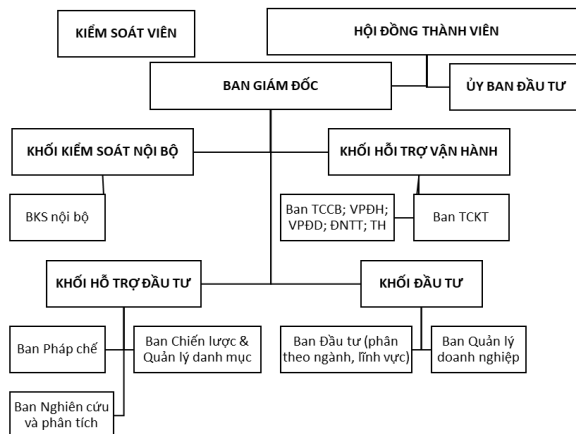 KIỂM SOÁT VIÊN
HỘI ĐỒNG THÀNH VIÊN
BAN GIÁM ĐỐC
ỦY BAN ĐẦU TƯ
KHỐI KIỂM SOÁT NỘI BỘ
KHỐI HỖI TRỢ VẬN HÀNH
BKS nội bộ
Ban TCCB; VPĐH;
VPĐD; ĐNTT; TH
Ban TCKT
KHỐI HỖ TRỢ ĐẦU TƯ
KHỐI ĐẦU TƯ
Ban Pháp chế
Ban Chiến lược &
Quản lý danh mục
Ban Đầu tư (phân
theo ngành, lĩnh vực)
Ban Quản lý
doanh nghiệp
Ban Nghiên cứu
và phân tích